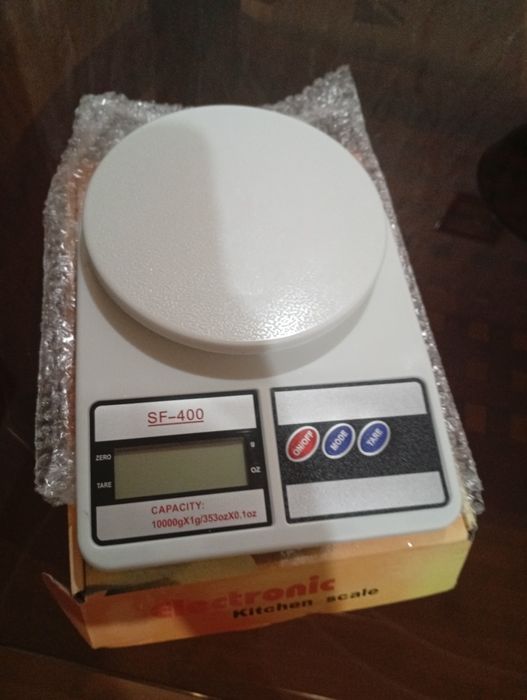 SF-400
ZERO
g
TARE
OZ
CAPACITY:
10000gX1g/353ozX0.1oz
ON/OFF
MODE
TARE
Electronic
Kitchen scale